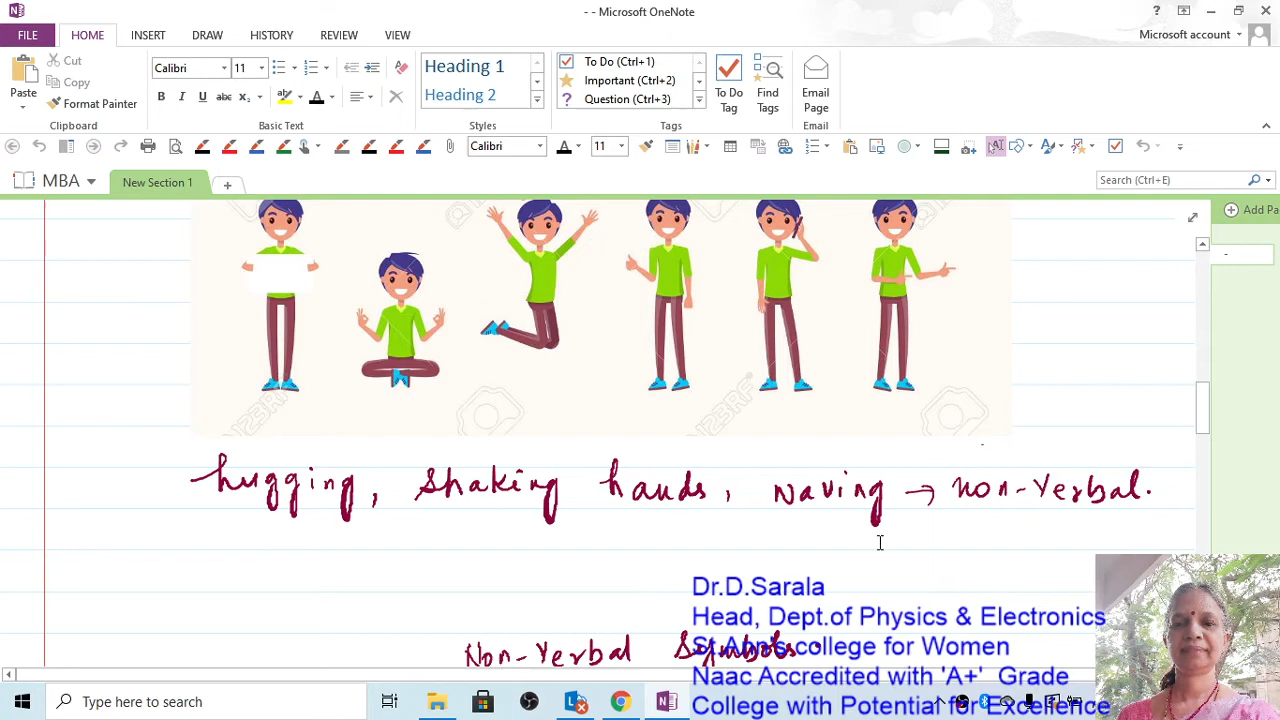 - - Microsoft OneNote
FILE HOME INSERT DRAW HISTORY REVIEW VIEW Microsoft account
Paste Cut Copy Format Painter Clipboard
Calibri 11 B I U abc x₂ A Basic Text
Heading 1
Heading 2
Styles
To Do (Ctrl+1)
Important (Ctrl+2)
Question (Ctrl+3)
Tags
To Do Tag
Find Tags
Email Page
Email
Calibri A 11
MBA New Section 1 + Search (Ctrl+E)
Add Pa
-
123RF
hugging, shaking hands, waving → non-verbal.
Non-Verbal Symbols.
Dr.D.Sarala
Head, Dept.of Physics & Electronics
St.Ann's college for Women
Naac Accredited with 'A+' Grade
College with Potential for Excellence
Type here to search